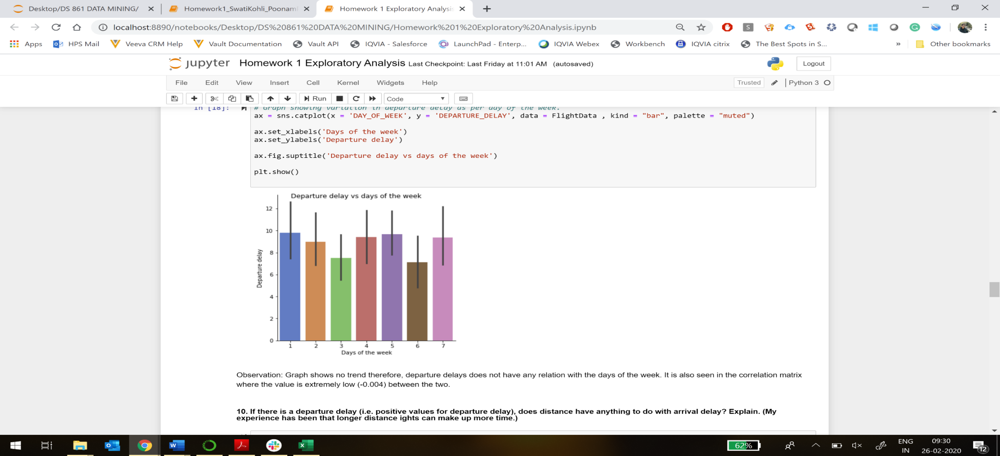 Desktop/DS 861 DATA MINING/
Homework1_SwatiKohli_Poonam
Homework 1 Exploratory Analysis
localhost:8890/notebooks/Desktop/DS%20861%20DATA%20MINING/Homework%201%20Exploratory%20Analysis.ipynb
Apps HPS Mail Veeva CRM Help Vault Documentation Vault API IQVIA - Salesforce LaunchPad - Enterp... IQVIA Webex Workbench IQVIA citrix The Best Spots in S... » Other bookmarks
jupyter Homework 1 Exploratory Analysis Last Checkpoint: Last Friday at 11:01 AM (autosaved) Logout
File Edit View Insert Cell Kernel Widgets Help Trusted Python 3
Run Code
In [18]: # Graph showing variation in departure delay as per day of the week.
ax = sns.catplot(x = 'DAY_OF_WEEK', y = 'DEPARTURE_DELAY', data = FlightData , kind = "bar", palette = "muted")
ax.set_xlabels('Days of the week')
ax.set_ylabels('Departure delay')
ax.fig.suptitle('Departure delay vs days of the week')
plt.show()
Departure delay vs days of the week
12
10
8
6
4
2
0
Departure delay
1 2 3 4 5 6 7
Days of the week
Observation: Graph shows no trend therefore, departure delays does not have any relation with the days of the week. It is also seen in the correlation matrix
where the value is extremely low (-0.004) between the two.
10. If there is a departure delay (i.e. positive values for departure delay), does distance have anything to do with arrival delay? Explain. (My
experience has been that longer distance ights can make up more time.)
62%
ENG
IN
09:30
26-02-2020
12